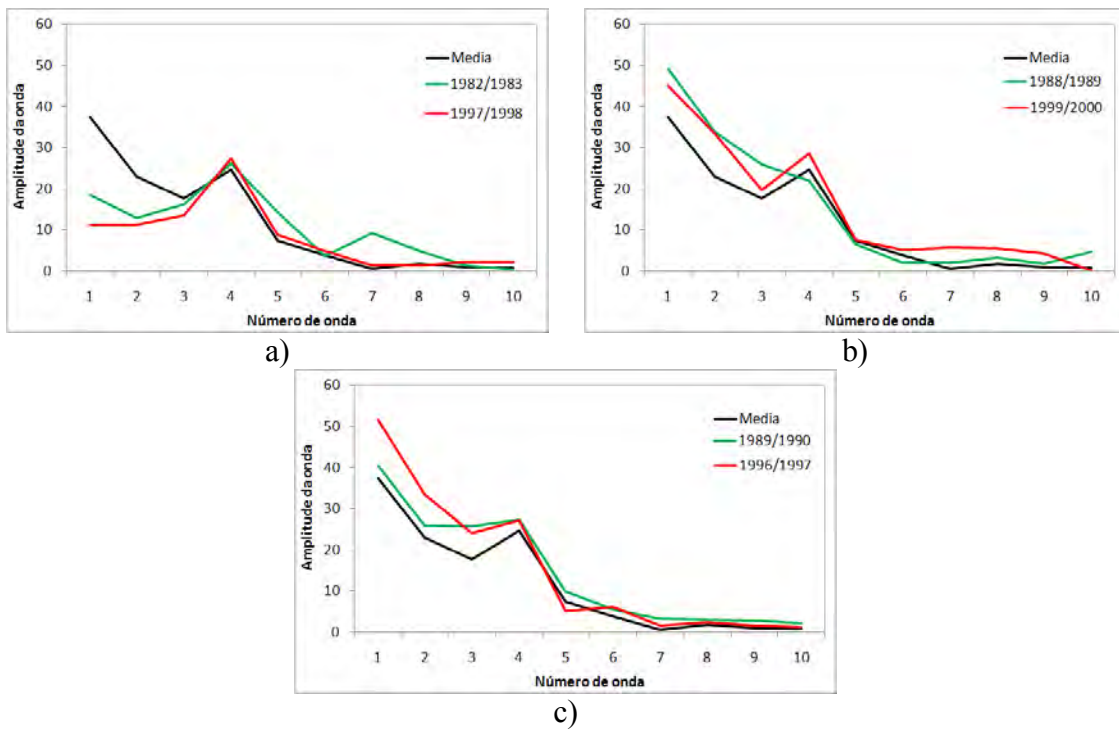 60
50
40
30
20
10
0
Amplitude da onda
Media
1982/1983
1997/1998
1 2 3 4 5 6 7 8 9 10
Número de onda
a)
60
50
40
30
20
10
0
Amplitude da onda
Media
1988/1989
1999/2000
1 2 3 4 5 6 7 8 9 10
Número de onda
b)
60
50
40
30
20
10
0
Amplitude da onda
Media
1989/1990
1996/1997
1 2 3 4 5 6 7 8 9 10
Número de onda
c)